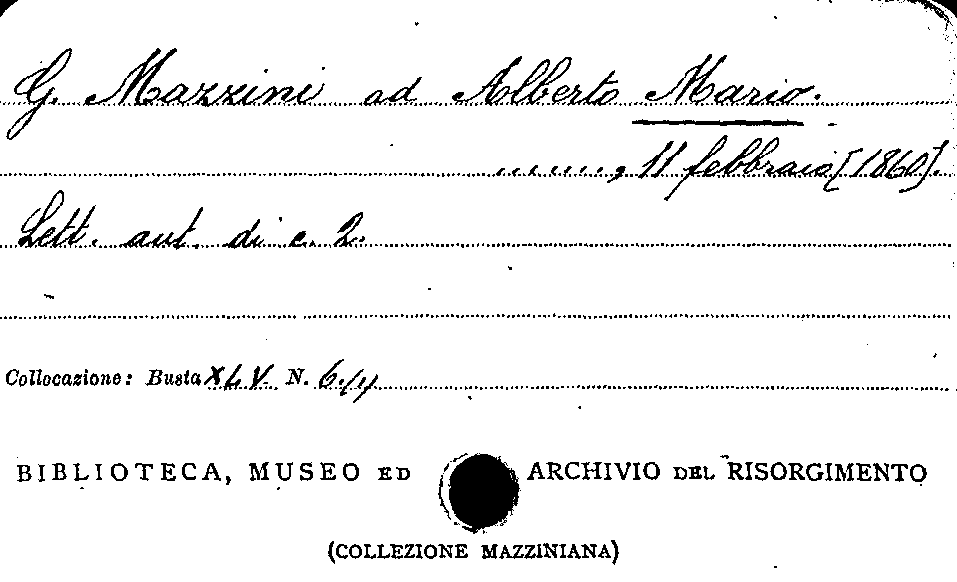 G. Mazzini ad Alberto Mario.
......., 11 febbraio [1860].
Lett. aut. di c. 2.
Collocazione: Busta XLV N. 6./4
BIBLIOTECA, MUSEO ED ARCHIVIO DEL RISORGIMENTO
(COLLEZIONE MAZZINIANA)